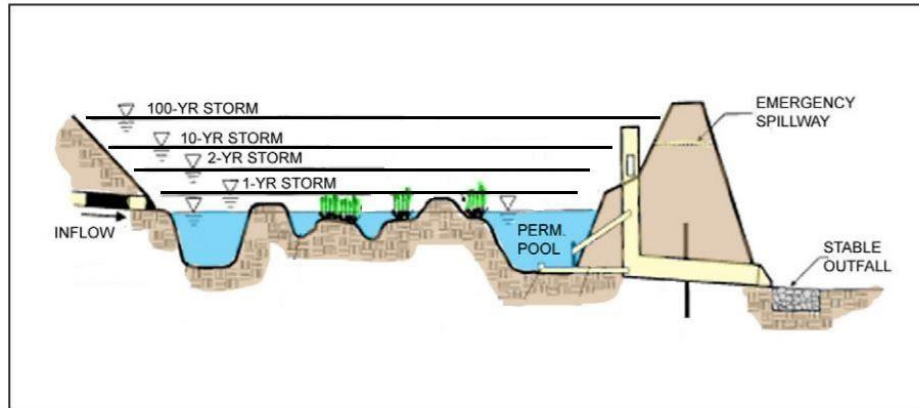 100-YR STORM
10-YR STORM
2-YR STORM
1-YR STORM
EMERGENCY
SPILLWAY
INFLOW
PERM.
POOL
STABLE
OUTFALL